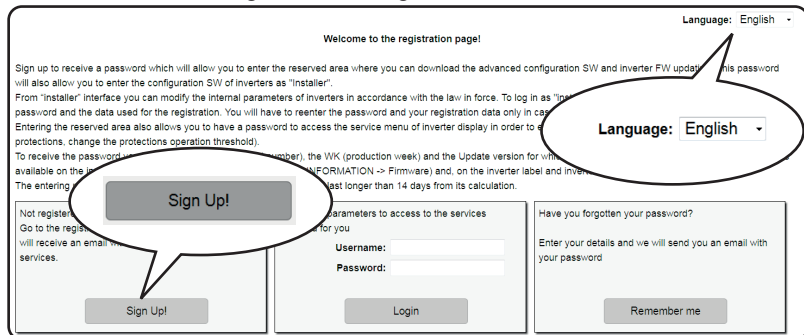 Language: English
Welcome to the registration page!
Sign up to receive a password which will allow you to enter the reserved area where you can download the advanced configuration SW and inverter FW updati his password
will also allow you to enter the configuration SW of inverters as "Installer".
From "installer" interface you can modify the internal parameters of inverters in accordance with the law in force. To log in as
password and the data used for the registration. You will have to reenter the password and your registration data only in cas
Entering the reserved area also allows you to have a password to access the service menu of inverter display in order to
protections, change the protections operation threshold).
Language: English
To receive the password number), the WK (production week) and the Update version for
available on the FORMATION -> Firmware) and, on the inverter label and
The entering last longer than 14 days from its calculation.
Sign Up!
Not registere
Go to the
will receive an email
services.
Sign Up!
parameters to access to the services
for you
Username:
Password:
Login
Have you forgotten your password?
Enter your details and we will send you an email with
your password
Remember me